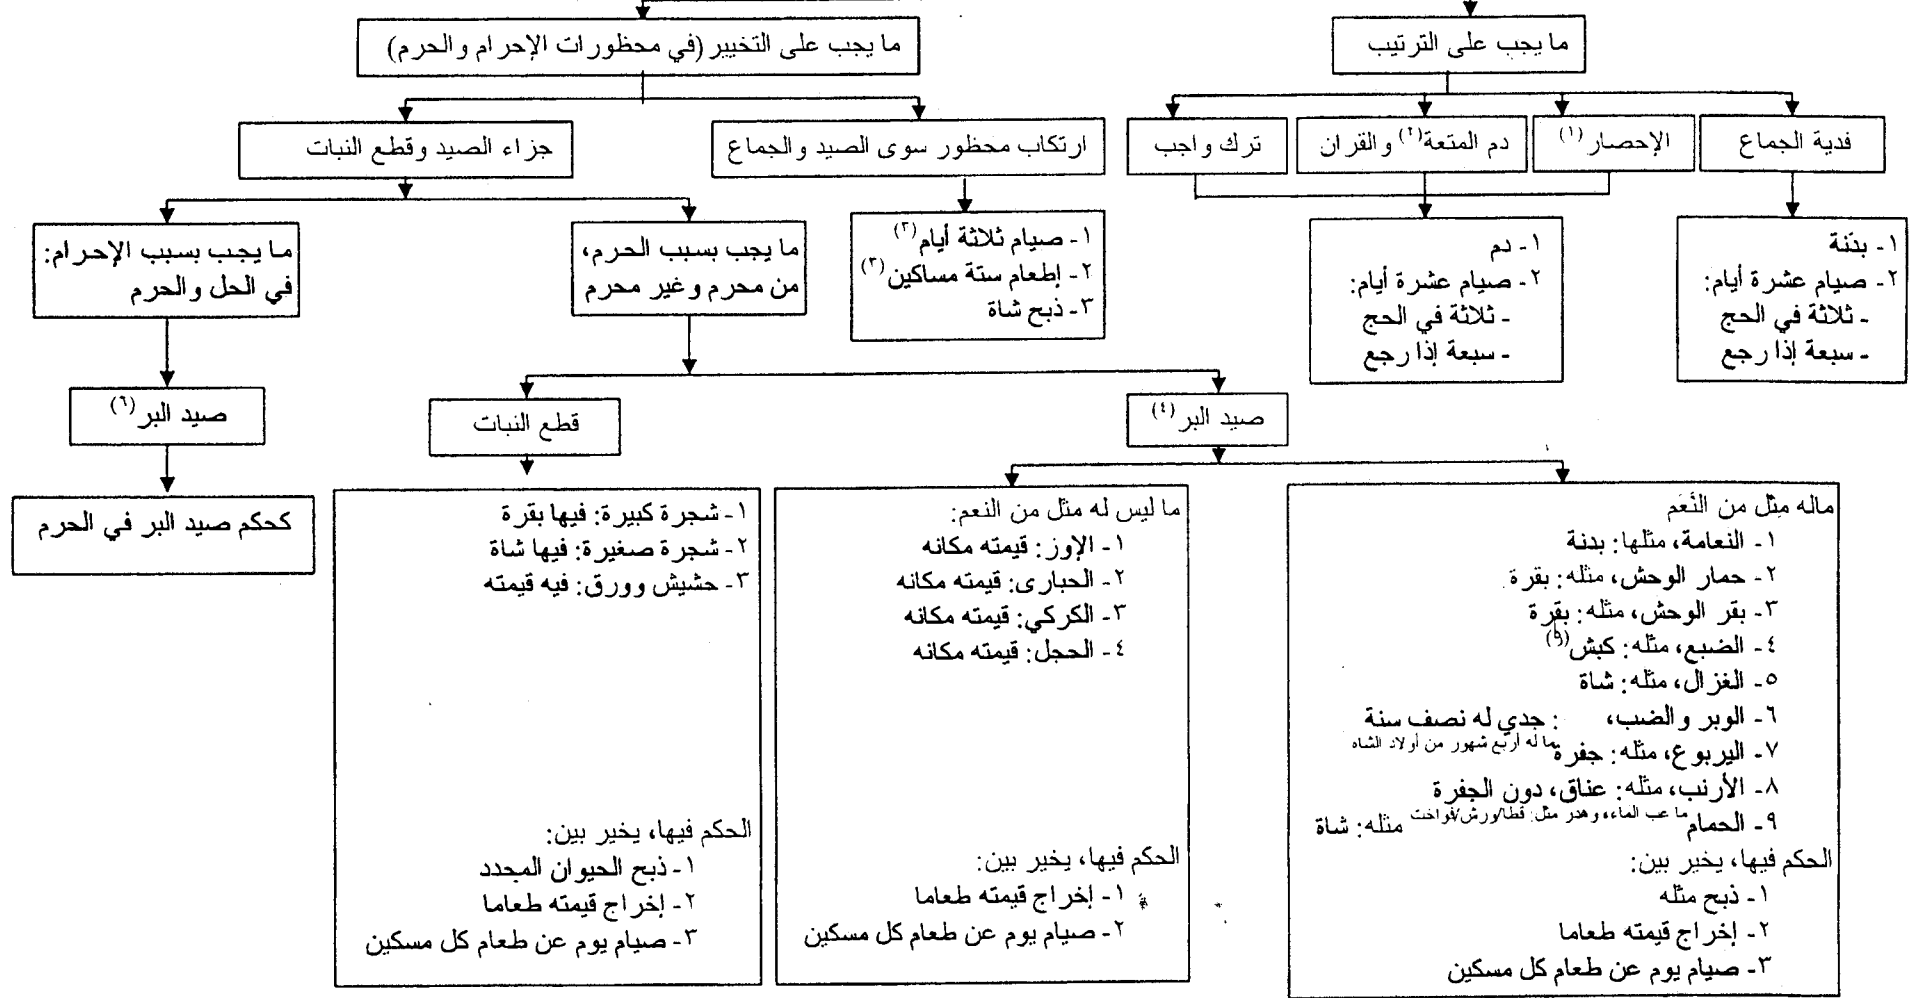 ما يجب على الترتيب
ما يجب على التخيير (في محظورات الإحرام والحرم)
فدية الجماع
الإحصار (١)
دم المتعة (٢) والقران
ترك واجب
ارتكاب محظور سوى الصيد والجماع
جزاء الصيد وقطع النبات
١- بدنة
٢- صيام عشرة أيام:
- ثلاثة في الحج
- سبعة إذا رجع
١- دم
٢- صيام عشرة أيام:
- ثلاثة في الحج
- سبعة إذا رجع
١- صيام ثلاثة أيام (٢)
٢- إطعام ستة مساكين (٣)
٣- ذبح شاة
ما يجب بسبب الحرم،
من محرم وغير محرم
ما يجب بسبب الإحرام:
في الحل والحرم
صيد البر (٤)
قطع النبات
صيد البر (٦)
ماله مِثل من النَّعَم
١- النعامة، مثلها: بدنة
٢- حمار الوحش، مثله: بقرة
٣- بقر الوحش، مثله: بقرة
٤- الضبع، مثله: كبش (٥)
٥- الغزال، مثله: شاة
٦- الوبر والضب، : جدي له نصف سنة
٧- اليربوع، مثله: جفرة ما له أربع شهور من أولاد الشاه
٨- الأرنب، مثله: عناق، دون الجفرة
٩- الحمام ما عب الماء، وهدر مثل: قطا/ورش/فواخت مثله: شاة
الحكم فيها، يخير بين:
١- ذبح مثله
٢- إخراج قيمته طعاما
٣- صيام يوم عن طعام كل مسكين
ما ليس له مثل من النعم:
١- الإوز: قيمته مكانه
٢- الحبارى: قيمته مكانه
٣- الكركي: قيمته مكانه
٤- الحجل: قيمته مكانه
الحكم فيها، يخير بين:
١- إخراج قيمته طعاما
٢- صيام يوم عن طعام كل مسكين
١- شجرة كبيرة: فيها بقرة
٢- شجرة صغيرة: فيها شاة
٣- حشيش وورق: فيه قيمته
الحكم فيها، يخير بين:
١- ذبح الحيوان المجدد
٢- إخراج قيمته طعاما
٣- صيام يوم عن طعام كل مسكين
كحكم صيد البر في الحرم